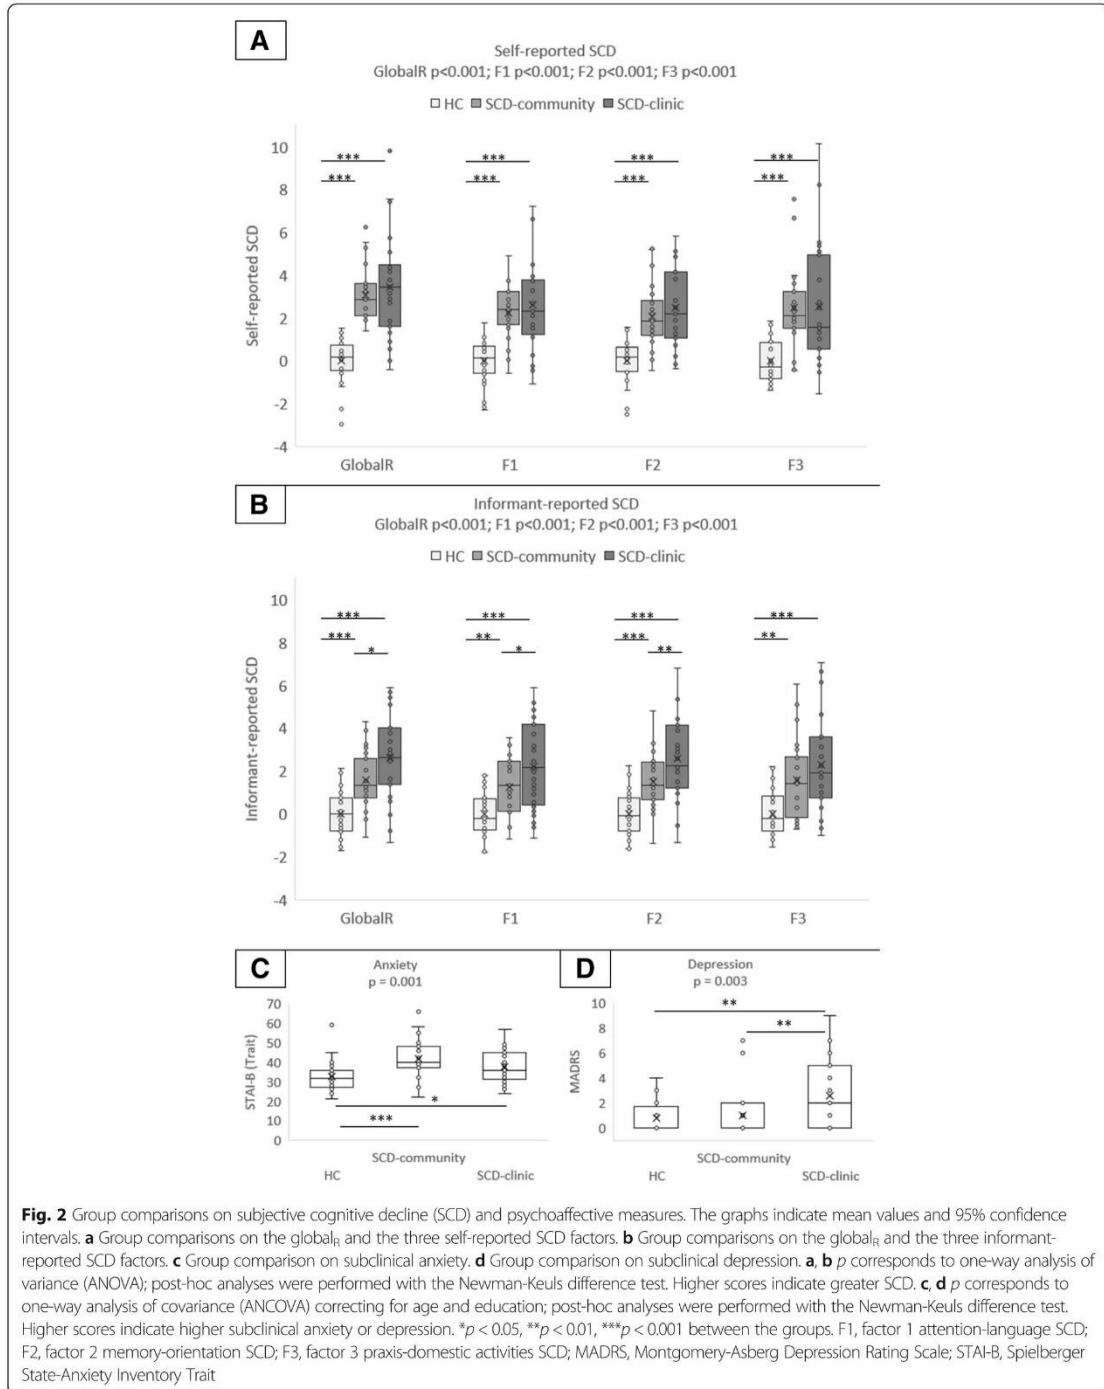 A
Self-reported SCD
GlobalR p<0.001; F1 p<0.001; F2 p<0.001; F3 p<0.001
HC SCD-community SCD-clinic
Self-reported SCD
10
8
6
4
2
0
-2
-4
*** *** *** ***
*** *** *** ***
GlobalR F1 F2 F3
B
Informant-reported SCD
GlobalR p<0.001; F1 p<0.001; F2 p<0.001; F3 p<0.001
HC SCD-community SCD-clinic
Informant-reported SCD
10
8
6
4
2
0
-2
-4
*** *** *** ***
*** ** *** **
* * **
GlobalR F1 F2 F3
C
Anxiety
p = 0.001
STAI-B (Trait)
70
60
50
40
30
20
10
0
*
***
SCD-community
HC SCD-clinic
D
Depression
p = 0.003
MADRS
10
8
6
4
2
0
**
**
SCD-community
HC SCD-clinic
Fig. 2 Group comparisons on subjective cognitive decline (SCD) and psychoaffective measures. The graphs indicate mean values and 95% confidence
intervals. a Group comparisons on the globalR and the three self-reported SCD factors. b Group comparisons on the globalR and the three informant-
reported SCD factors. c Group comparison on subclinical anxiety. d Group comparison on subclinical depression. a, b p corresponds to one-way analysis of
variance (ANOVA); post-hoc analyses were performed with the Newman-Keuls difference test. Higher scores indicate greater SCD. c, d p corresponds to
one-way analysis of covariance (ANCOVA) correcting for age and education; post-hoc analyses were performed with the Newman-Keuls difference test.
Higher scores indicate higher subclinical anxiety or depression. *p < 0.05, **p < 0.01, ***p < 0.001 between the groups. F1, factor 1 attention-language SCD;
F2, factor 2 memory-orientation SCD; F3, factor 3 praxis-domestic activities SCD; MADRS, Montgomery-Asberg Depression Rating Scale; STAI-B, Spielberger
State-Anxiety Inventory Trait